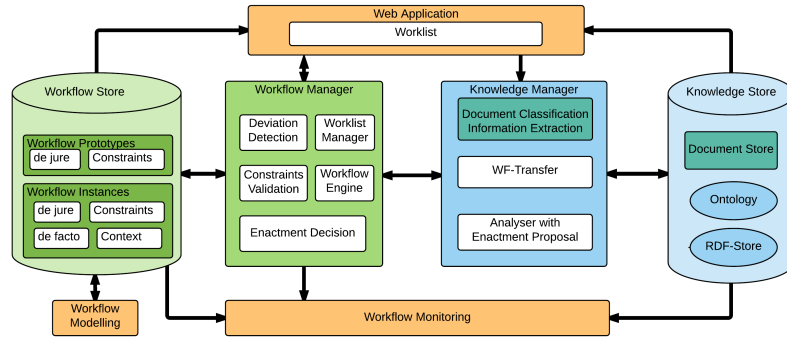 Web Application
Worklist
Workflow Store
Workflow Prototypes
de jure
Constraints
Workflow Instances
de jure
Constraints
de facto
Context
Workflow Modelling
Workflow Manager
Deviation
Detection
Worklist
Manager
Constraints
Validation
Workflow
Engine
Enactment Decision
Knowledge Manager
Document Classification
Information Extraction
WF-Transfer
Analyser with
Enactment Proposal
Knowledge Store
Document Store
Ontology
RDF-Store
Workflow Monitoring